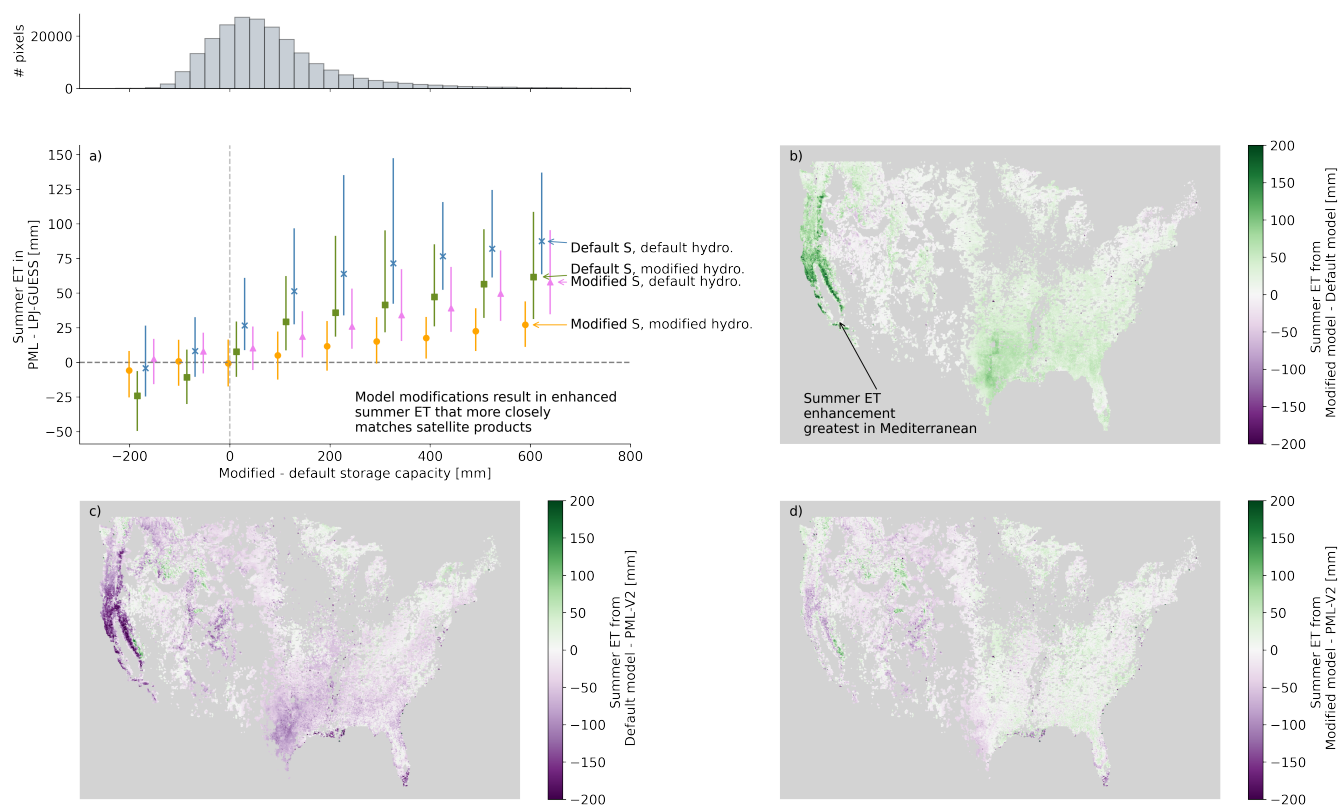 # pixels
20000
0
a)
Summer ET in
PML - LPJ-GUESS [mm]
150
125
100
75
50
25
0
−25
−50
Default S, default hydro.
Default S, modified hydro.
Modified S, default hydro.
Modified S, modified hydro.
Model modifications result in enhanced
summer ET that more closely
matches satellite products
−200
0
200
400
600
800
Modified - default storage capacity [mm]
b)
Summer ET
enhancement
greatest in Mediterranean
200
150
100
50
0
−50
−100
−150
−200
Summer ET from
Modified model - Default model [mm]
c)
200
150
100
50
0
−50
−100
−150
−200
Summer ET from
Default model - PML-V2 [mm]
d)
200
150
100
50
0
−50
−100
−150
−200
Summer ET from
Modified model - PML-V2 [mm]